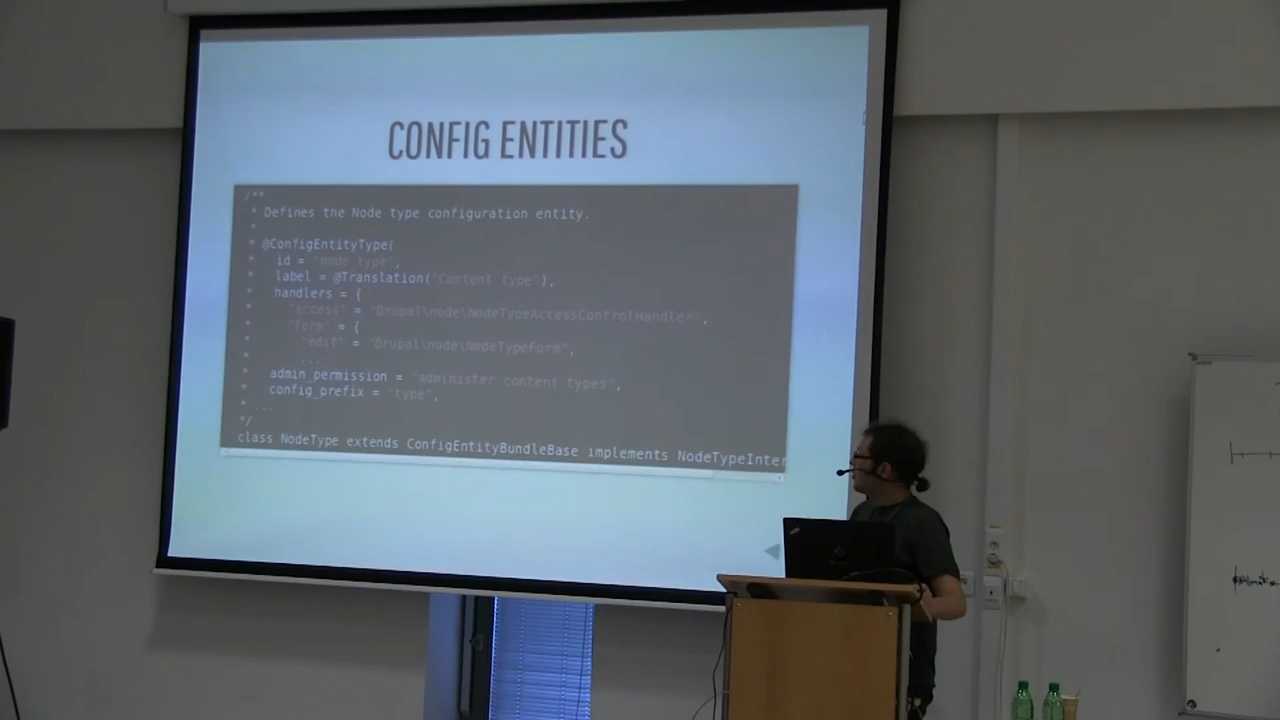 CONFIG ENTITIES
/**
* Defines the Node type configuration entity.
*
* @ConfigEntityType(
*   id = "node_type",
*   label = @Translation("Content type"),
*   handlers = {
*     "access" = "Drupal\node\NodeTypeAccessControlHandler",
*     "form" = {
*       "edit" = "Drupal\node\NodeTypeForm",
*       ...
*   admin_permission = "administer content types",
*   config_prefix = "type",
* ...
*/
class NodeType extends ConfigEntityBundleBase implements NodeTypeInter